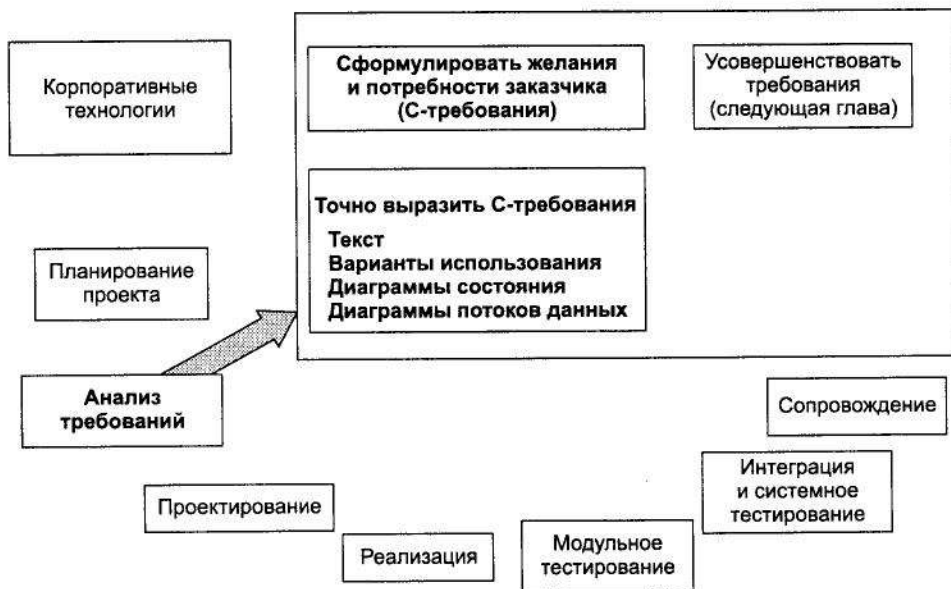 Корпоративные
технологии
Сформулировать желания
и потребности заказчика
(С-требования)
Усовершенствовать
требования
(следующая глава)
Точно выразить С-требования
Текст
Варианты использования
Диаграммы состояния
Диаграммы потоков данных
Планирование
проекта
Анализ
требований
Проектирование
Реализация
Модульное
тестирование
Интеграция
и системное
тестирование
Сопровождение